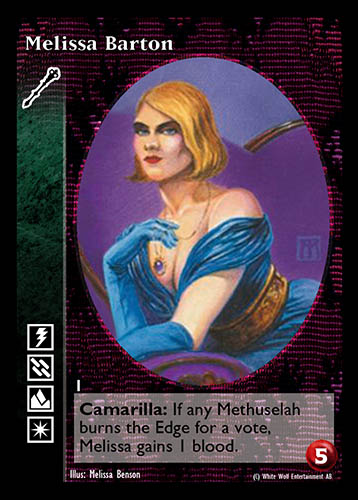 Melissa Barton
1
Camarilla: If any Methuselah
burns the Edge for a vote,
Melissa gains 1 blood.
5
Illus: Melissa Benson
(C) White Wolf Entertainment AB